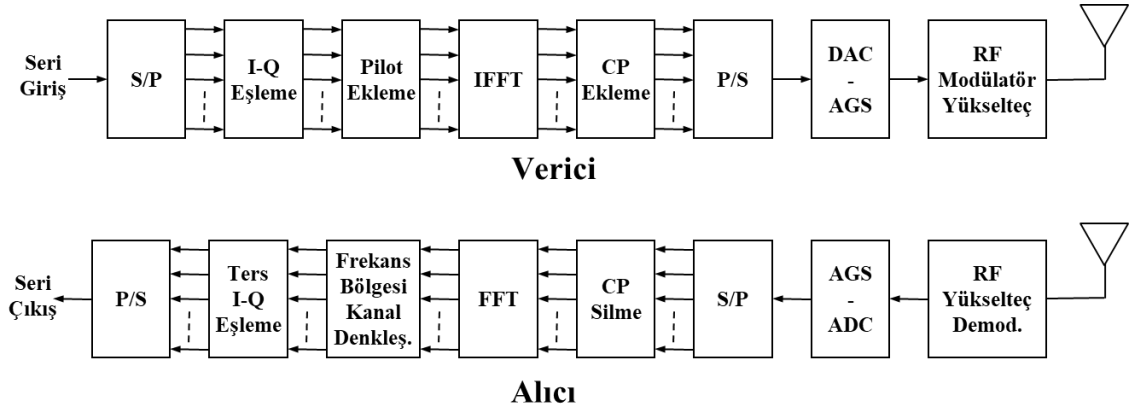 Seri
Giriş
S/P
I-Q
Eşleme
Pilot
Ekleme
IFFT
CP
Ekleme
P/S
DAC
-
AGS
RF
Modülatör
Yükselteç
Verici
Seri
Çıkış
P/S
Ters
I-Q
Eşleme
Frekans
Bölgesi
Kanal
Denkleş.
FFT
CP
Silme
S/P
AGS
-
ADC
RF
Yükselteç
Demod.
Alıcı